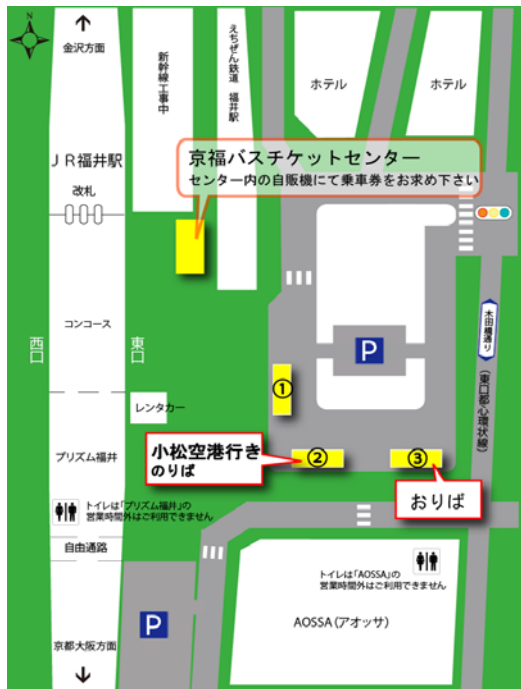 N
金沢方面
新幹線工事中
えちぜん鉄道 福井駅
ホテル
ホテル
JR福井駅
京福バスチケットセンター
センター内の自販機にて乗車券をお求め下さい
改札
コンコース
西口
東口
P
木田橋通り
(東口都心環状線)
①
レンタカー
小松空港行き
のりば
②
③
おりば
プリズム福井
トイレは「プリズム福井」の
営業時間外はご利用できません
自由通路
トイレは「AOSSA」の
営業時間外はご利用できません
P
AOSSA(アオッサ)
京都大阪方面